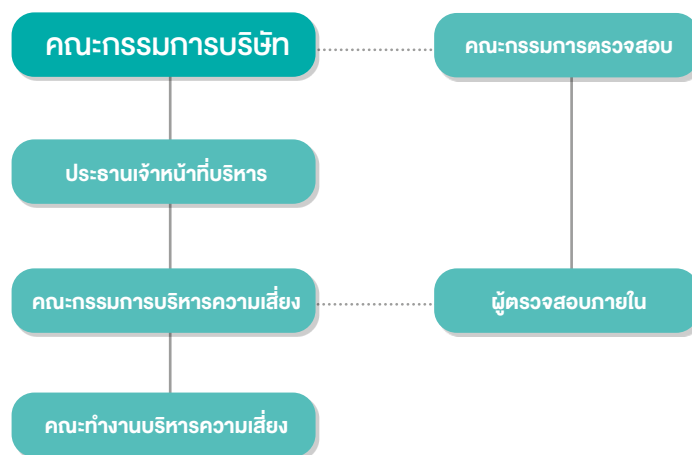 คณะกรรมการบริษัท
คณะกรรมการตรวจสอบ
ประธานเจ้าหน้าที่บริหาร
คณะกรรมการบริหารความเสี่ยง
ผู้ตรวจสอบภายใน
คณะทำงานบริหารความเสี่ยง